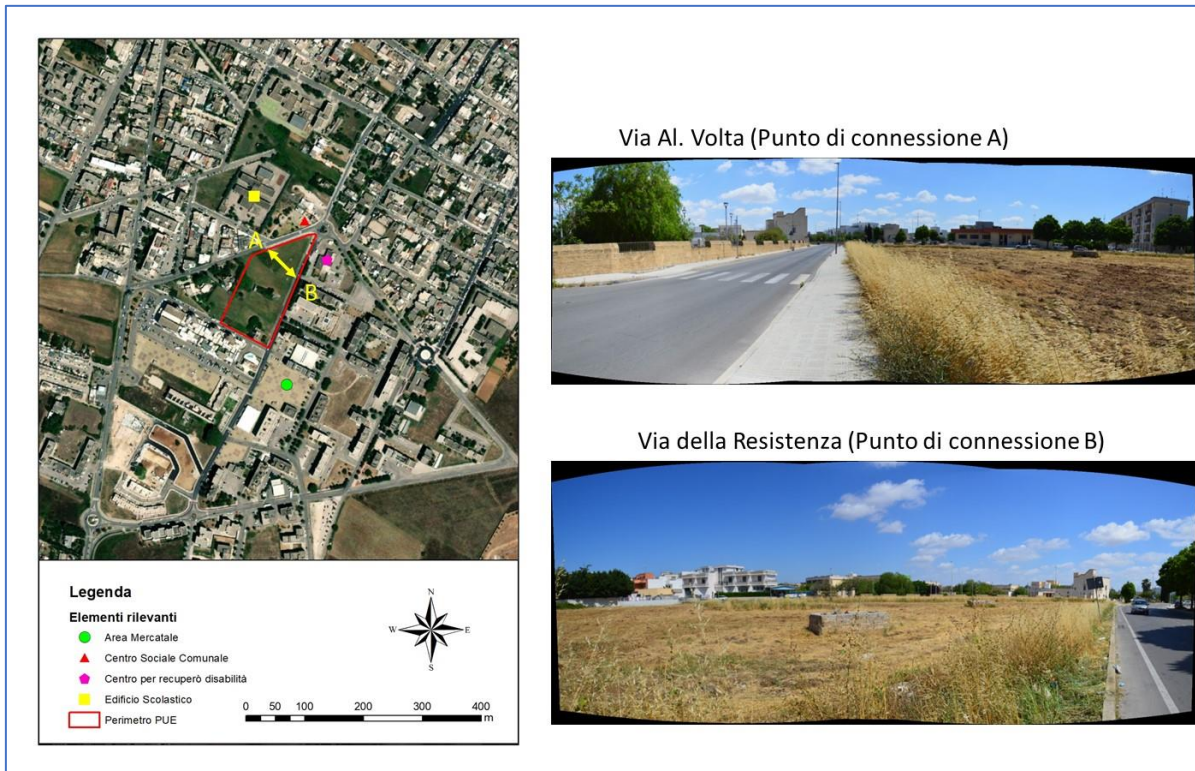 A
B
Legenda
Elementi rilevanti
Area Mercatale
Centro Sociale Comunale
Centro per recuperò disabilità
Edificio Scolastico
Perimetro PUE
N
W E
S
0 50 100 200 300 400
m
Via Al. Volta (Punto di connessione A)
Via della Resistenza (Punto di connessione B)